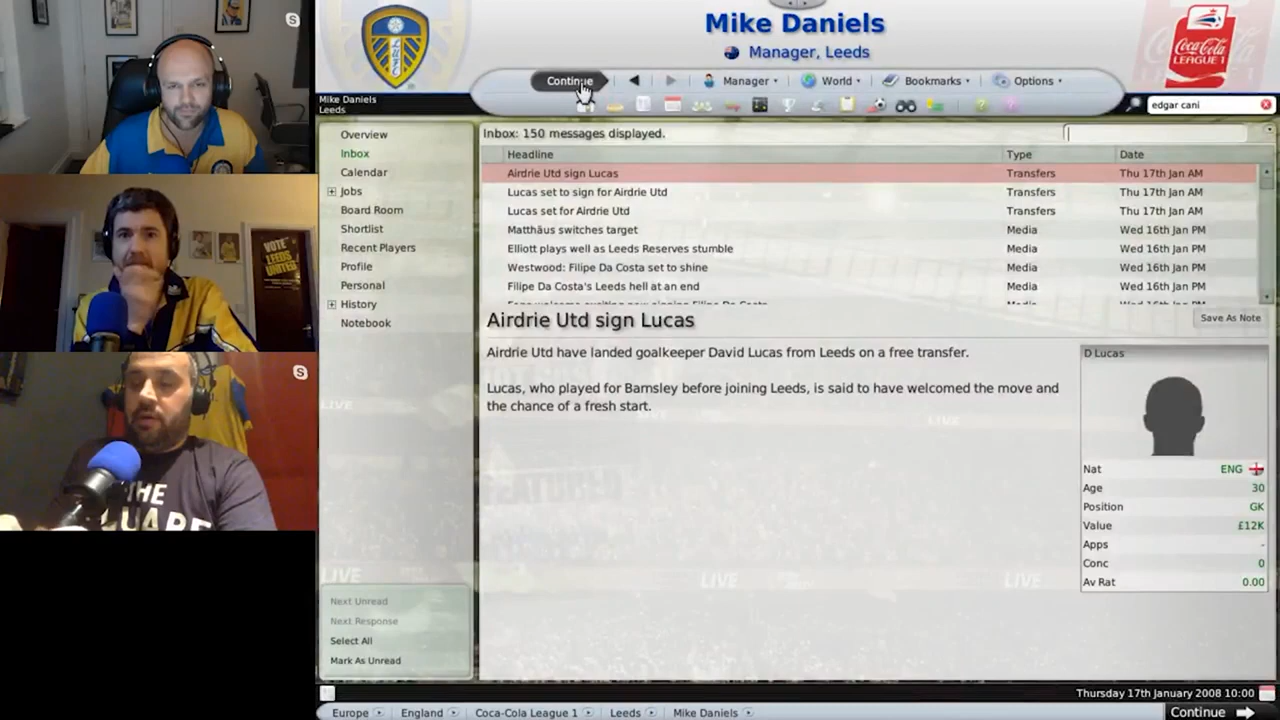 Mike Daniels
Manager, Leeds
Coca-Cola
LEAGUE 1
Continue
Manager
World
Bookmarks
Options
Mike Daniels
Leeds
edgar cani
Overview
Inbox
Calendar
Jobs
Board Room
Shortlist
Recent Players
Profile
Personal
History
Notebook
Inbox: 150 messages displayed.
Headline Type Date
Airdrie Utd sign Lucas Transfers Thu 17th Jan AM
Lucas set to sign for Airdrie Utd Transfers Thu 17th Jan AM
Lucas set for Airdrie Utd Transfers Thu 17th Jan AM
Matthäus switches target Media Wed 16th Jan PM
Elliott plays well as Leeds Reserves stumble Media Wed 16th Jan PM
Westwood: Filipe Da Costa set to shine Media Wed 16th Jan PM
Filipe Da Costa's Leeds hell at an end Media Wed 16th Jan PM
Airdrie Utd sign Lucas
Save As Note
Airdrie Utd have landed goalkeeper David Lucas from Leeds on a free transfer.
Lucas, who played for Barnsley before joining Leeds, is said to have welcomed the move and
the chance of a fresh start.
D Lucas
Nat ENG
Age 30
Position GK
Value £12K
Apps -
Conc 0
Av Rat 0.00
LIVE
LIVE
LIVE
LIVE
LIVE
Next Unread
Next Response
Select All
Mark As Unread
Thursday 17th January 2008 10:00
Europe
England
Coca-Cola League 1
Leeds
Mike Daniels
Continue
VOTE
LEEDS
UNITED
THE
SQUARE